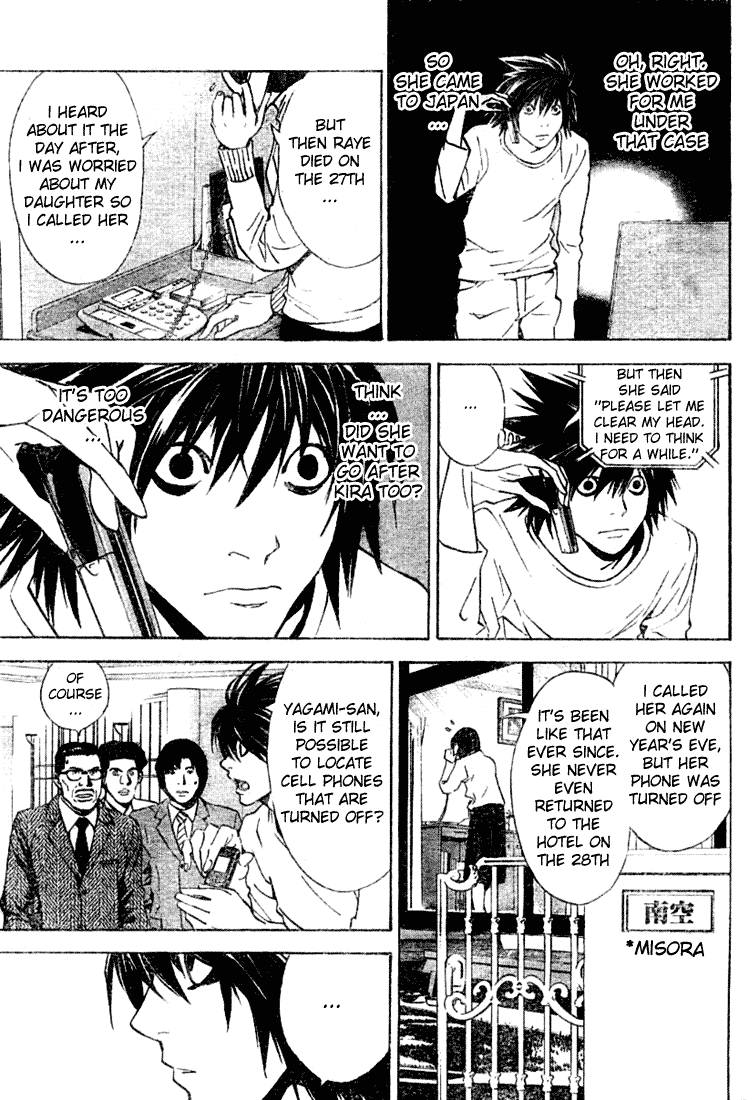 OH, RIGHT.
SHE WORKED
FOR ME
UNDER
THAT CASE
SO
SHE CAME
TO JAPAN
...
BUT
THEN RAYE
DIED ON
THE 27TH
...
I HEARD
ABOUT IT THE
DAY AFTER,
I WAS WORRIED
ABOUT MY
DAUGHTER SO
I CALLED HER
...
BUT THEN
SHE SAID
"PLEASE LET ME
CLEAR MY HEAD.
I NEED TO THINK
FOR A WHILE."
...
THINK
...
DID SHE
WANT TO
GO AFTER
KIRA TOO?
IT'S TOO
DANGEROUS
...
I CALLED
HER AGAIN
ON NEW
YEAR'S EVE,
BUT HER
PHONE WAS
TURNED OFF
IT'S BEEN
LIKE THAT
EVER SINCE.
SHE NEVER
EVEN
RETURNED
TO THE
HOTEL ON
THE 28TH
南空
*MISORA
YAGAMI-SAN,
IS IT STILL
POSSIBLE
TO LOCATE
CELL PHONES
THAT ARE
TURNED OFF?
OF
COURSE
...
...